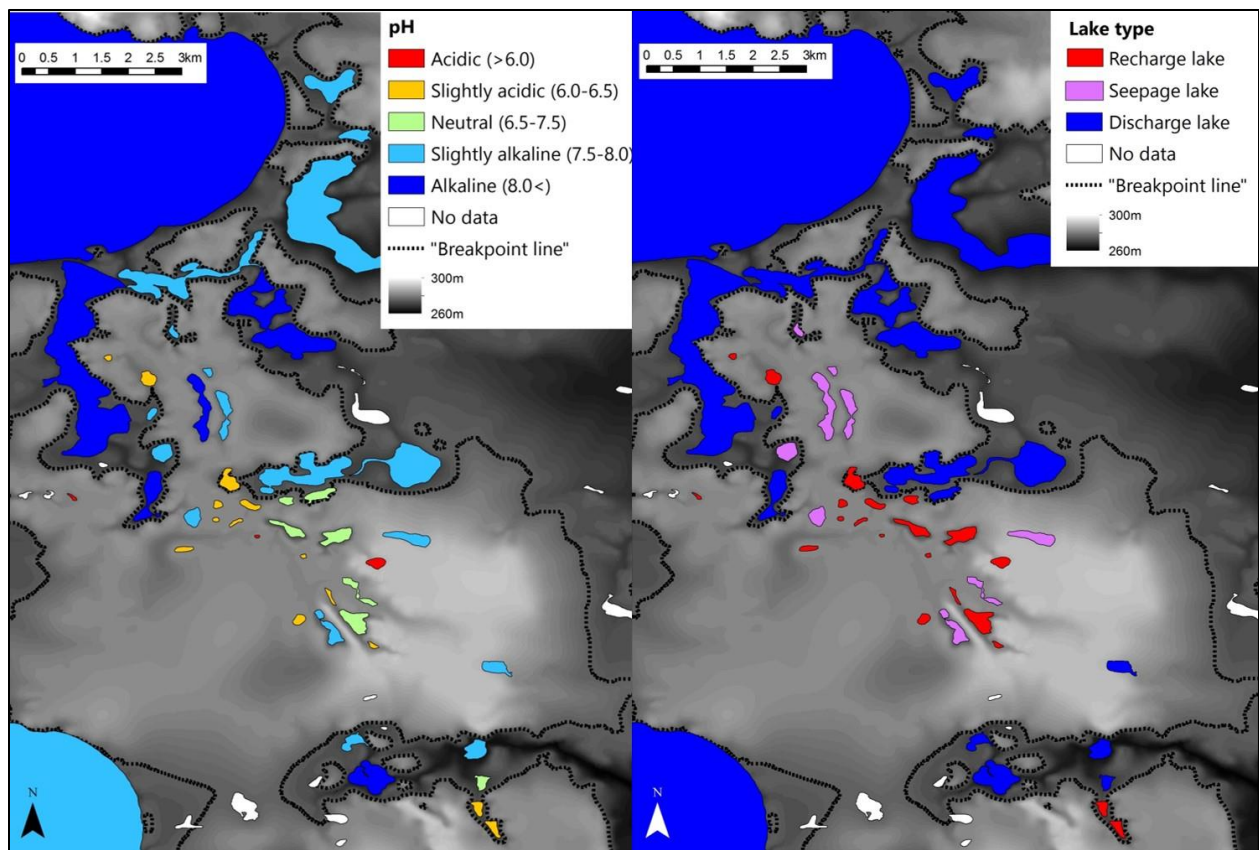 0 0.5 1 1.5 2 2.5 3km
pH
Acidic (>6.0)
Slightly acidic (6.0-6.5)
Neutral (6.5-7.5)
Slightly alkaline (7.5-8.0)
Alkaline (8.0<)
No data
"Breakpoint line"
300m
260m
N
0 0.5 1 1.5 2 2.5 3km
Lake type
Recharge lake
Seepage lake
Discharge lake
No data
"Breakpoint line"
300m
260m
N